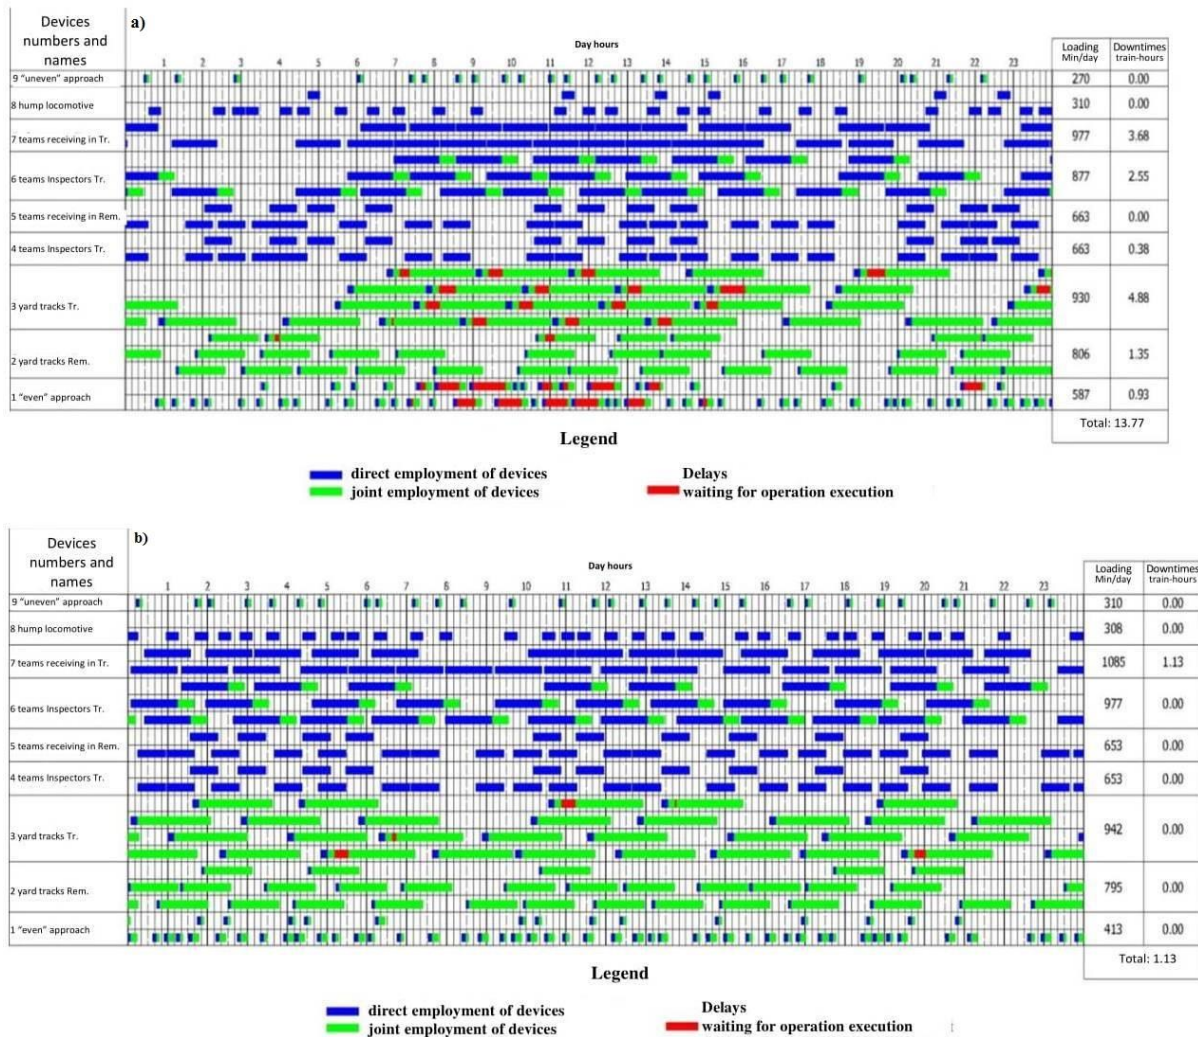 Devices
numbers and
names
a)
Day hours
1 2 3 4 5 6 7 8 9 10 11 12 13 14 15 16 17 18 19 20 21 22 23
Loading
Min/day
Downtimes
train-hours
9 "uneven" approach 270 0.00
8 hump locomotive 310 0.00
7 teams receiving in Tr. 977 3.68
6 teams Inspectors Tr. 877 2.55
5 teams receiving in Rem. 663 0.00
4 teams Inspectors Tr. 663 0.38
3 yard tracks Tr. 930 4.88
2 yard tracks Rem. 806 1.35
1 "even" approach 587 0.93
Total: 13.77
Legend
direct employment of devices
joint employment of devices
Delays
waiting for operation execution
Devices
numbers and
names
b)
Day hours
1 2 3 4 5 6 7 8 9 10 11 12 13 14 15 16 17 18 19 20 21 22 23
Loading
Min/day
Downtimes
train-hours
9 "uneven" approach 310 0.00
8 hump locomotive 308 0.00
7 teams receiving in Tr. 1085 1.13
6 teams Inspectors Tr. 977 0.00
5 teams receiving in Rem. 653 0.00
4 teams Inspectors Tr. 653 0.00
3 yard tracks Tr. 942 0.00
2 yard tracks Rem. 795 0.00
1 "even" approach 413 0.00
Total: 1.13
Legend
direct employment of devices
joint employment of devices
Delays
waiting for operation execution